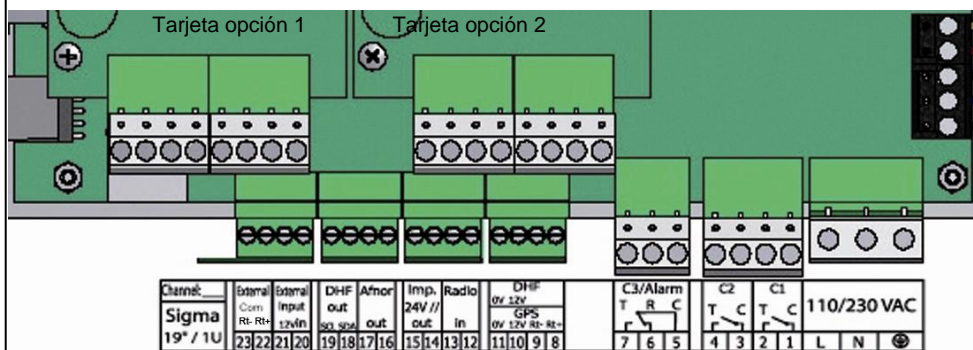 Tarjeta opción 1 Tarjeta opción 2
Channel:____ External External DHF Afnor Imp. Radio DHF C3/Alarm C2 C1 110/230 VAC
Sigma Com Input out 24V // 0V 12V T R C T C T C
Rt- Rt+ 12vin out out in GPS
19" / 1U SCL SDA 0V 12V Rt- Rt+
23 22 21 20 19 18 17 16 15 14 13 12 11 10 9 8 7 6 5 4 3 2 1 L N